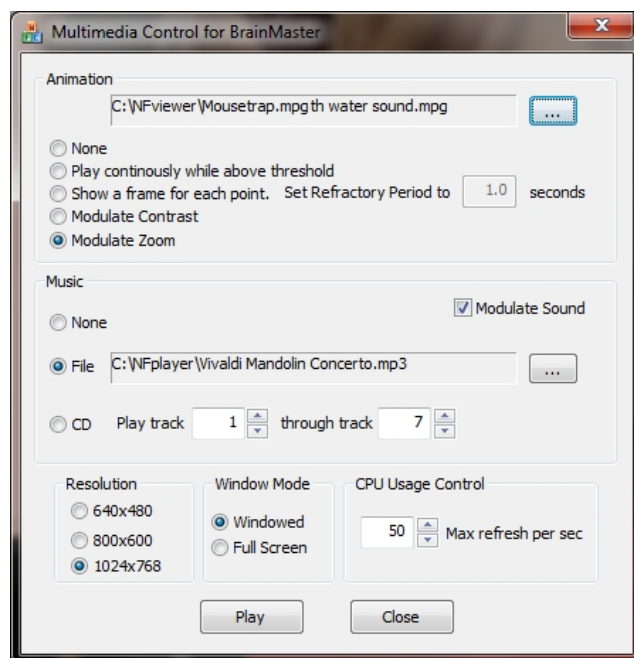 Multimedia Control for BrainMaster
Animation
C:\NFviewer\Mousetrap.mpgth water sound.mpg
...
None
Play continously while above threshold
Show a frame for each point. Set Refractory Period to 1.0 seconds
Modulate Contrast
Modulate Zoom
Music
Modulate Sound
None
File C:\NFplayer\Vivaldi Mandolin Concerto.mp3 ...
CD Play track 1 through track 7
Resolution
640x480
800x600
1024x768
Window Mode
Windowed
Full Screen
CPU Usage Control
50 Max refresh per sec
Play Close